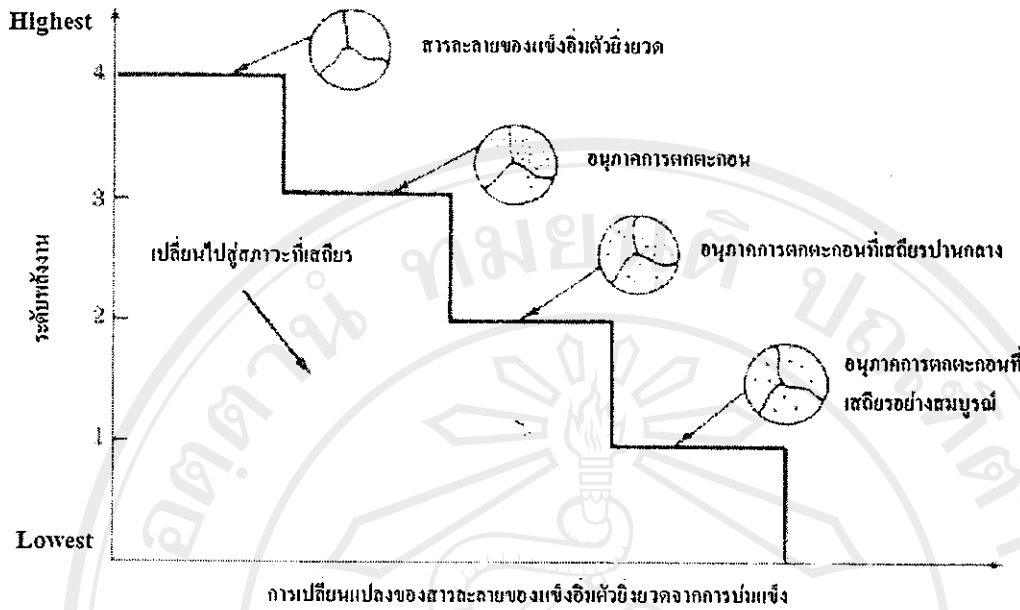 Highest
สารละลายของแข็งอิ่มตัวยิ่งยวด
4
อนุภาคการตกตะกอน
3
เปลี่ยนไปสู่สภาวะที่เสถียร
อนุภาคการตกตะกอนที่เสถียรปานกลาง
ระดับพลังงาน
2
อนุภาคการตกตะกอนที่
เสถียรอย่างสมบูรณ์
1
Lowest
การเปลี่ยนแปลงของสารละลายของแข็งอิ่มตัวยิ่งยวดจากการบ่มแข็ง